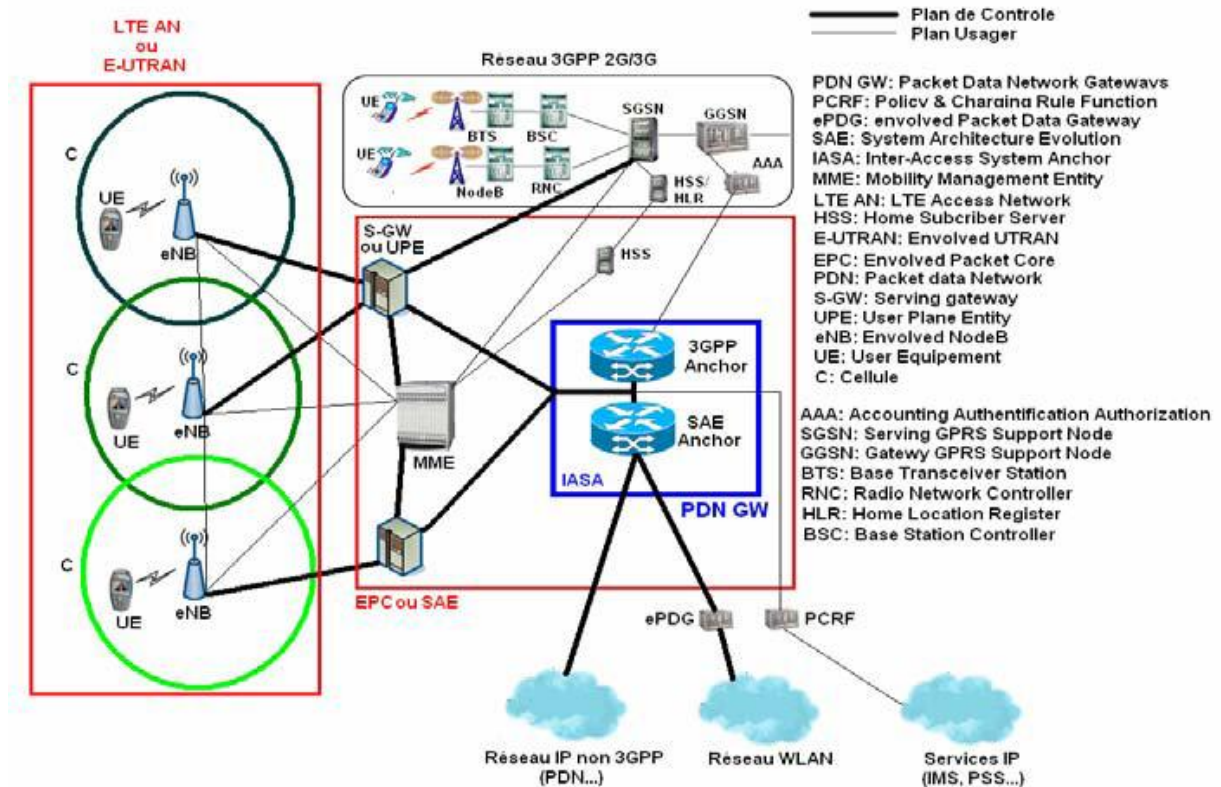 LTE AN
ou
E-UTRAN
Plan de Controle
Plan Usager
Réseau 3GPP 2G/3G
UE
BTS
BSC
SGSN
GGSN
UE
NodeB
RNC
HSS/
HLR
AAA
PDN GW: Packet Data Network Gatewavs
PCRF: Policy & Charging Rule Function
ePDG: envolved Packet Data Gateway
SAE: System Architecture Evolution
IASA: Inter-Access System Anchor
MME: Mobility Management Entity
LTE AN: LTE Access Network
HSS: Home Subcriber Server
E-UTRAN: Envolved UTRAN
EPC: Envolved Packet Core
PDN: Packet data Network
S-GW: Serving gateway
UPE: User Plane Entity
eNB: Envolved NodeB
UE: User Equipement
C: Cellule
AAA: Accounting Authentification Authorization
SGSN: Serving GPRS Support Node
GGSN: Gatewy GPRS Support Node
BTS: Base Transceiver Station
RNC: Radio Network Controller
HLR: Home Location Register
BSC: Base Station Controller
C
UE
eNB
S-GW
ou UPE
HSS
C
UE
eNB
MME
3GPP
Anchor
SAE
Anchor
IASA
PDN GW
C
UE
eNB
EPC ou SAE
ePDG
PCRF
Réseau IP non 3GPP
(PDN...)
Réseau WLAN
Services IP
(IMS, PSS...)